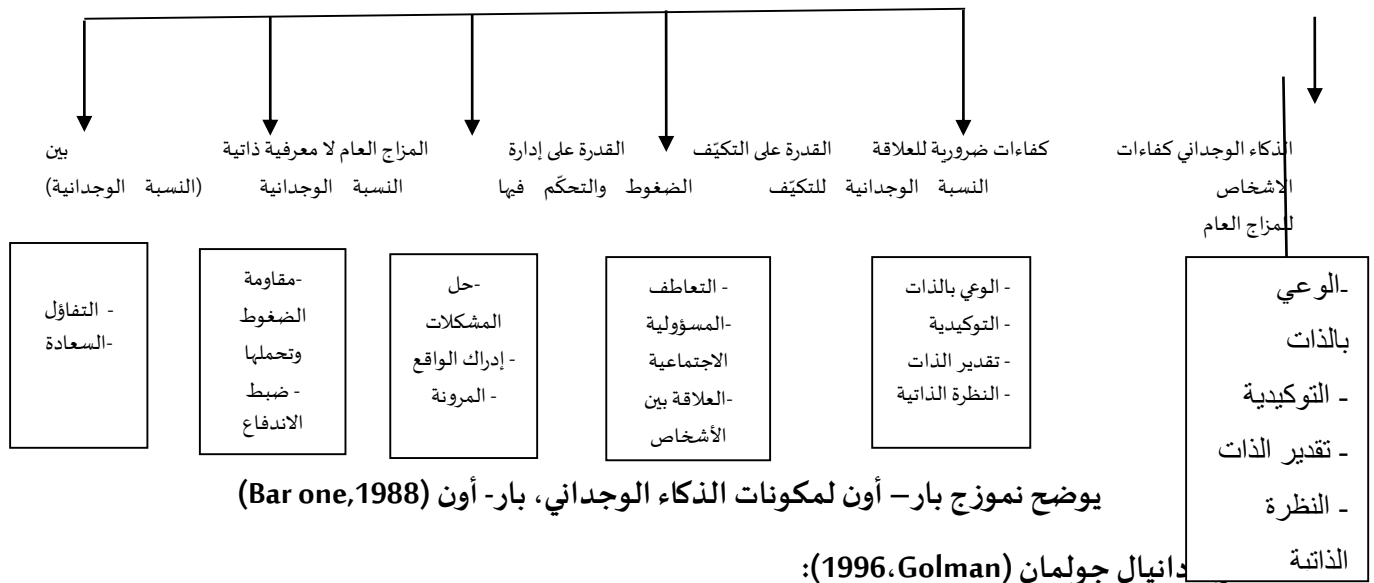 الذكاء الوجداني كفاءات
الاشخاص
للمزاج العام
كفاءات ضرورية للعلاقة
القدرة على التكيّف
القدرة على إدارة
المزاج العام لا معرفية ذاتية
بين
النسبة الوجدانية للتكيّف
الضغوط والتحكّم فيها
النسبة الوجدانية
(النسبة الوجدانية)
-الوعي
بالذات
- التوكيدية
- تقدير الذات
- النظرة
الذاتية
- الوعي بالذات
- التوكيدية
- تقدير الذات
- النظرة الذاتية
- التعاطف
-المسؤولية
الاجتماعية
-العلاقة بين
الأشخاص
-حل
المشكلات
- إدراك الواقع
- المرونة
-مقاومة
الضغوط
وتحملها
- ضبط
الاندفاع
- التفاؤل
-السعادة
يوضح نموزج بار– أون لمكونات الذكاء الوجداني، بار- أون (Bar one,1988)
دانيال جولمان (Golman،1996):